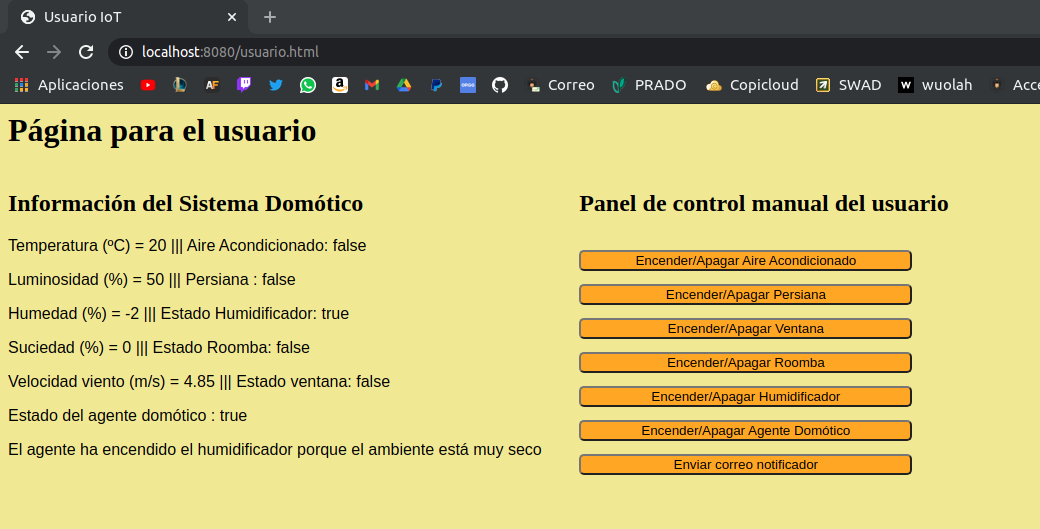 Usuario IoT
localhost:8080/usuario.html
Aplicaciones AF a OPGG Correo PRADO Copicloud SWAD W wuolah Acce
Página para el usuario
Información del Sistema Domótico
Temperatura (ºC) = 20 ||| Aire Acondicionado: false
Luminosidad (%) = 50 ||| Persiana : false
Humedad (%) = -2 ||| Estado Humidificador: true
Suciedad (%) = 0 ||| Estado Roomba: false
Velocidad viento (m/s) = 4.85 ||| Estado ventana: false
Estado del agente domótico : true
El agente ha encendido el humidificador porque el ambiente está muy seco
Panel de control manual del usuario
Encender/Apagar Aire Acondicionado
Encender/Apagar Persiana
Encender/Apagar Ventana
Encender/Apagar Roomba
Encender/Apagar Humidificador
Encender/Apagar Agente Domótico
Enviar correo notificador